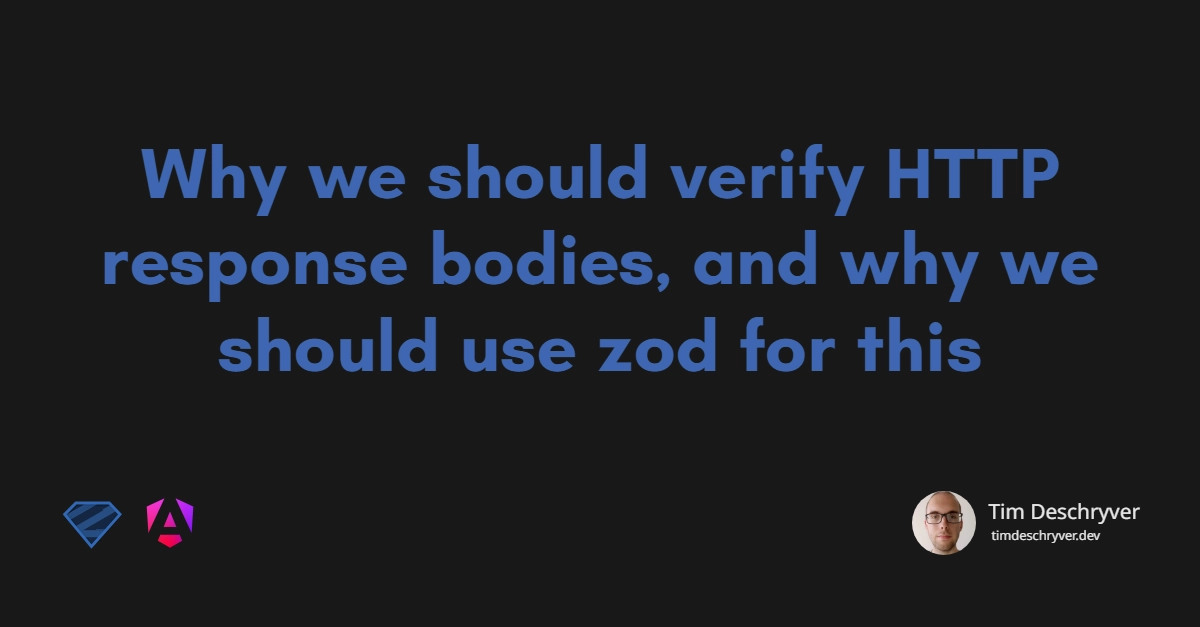 Why we should verify HTTP
response bodies, and why we
should use zod for this
Tim Deschryver
timdeschryver.dev